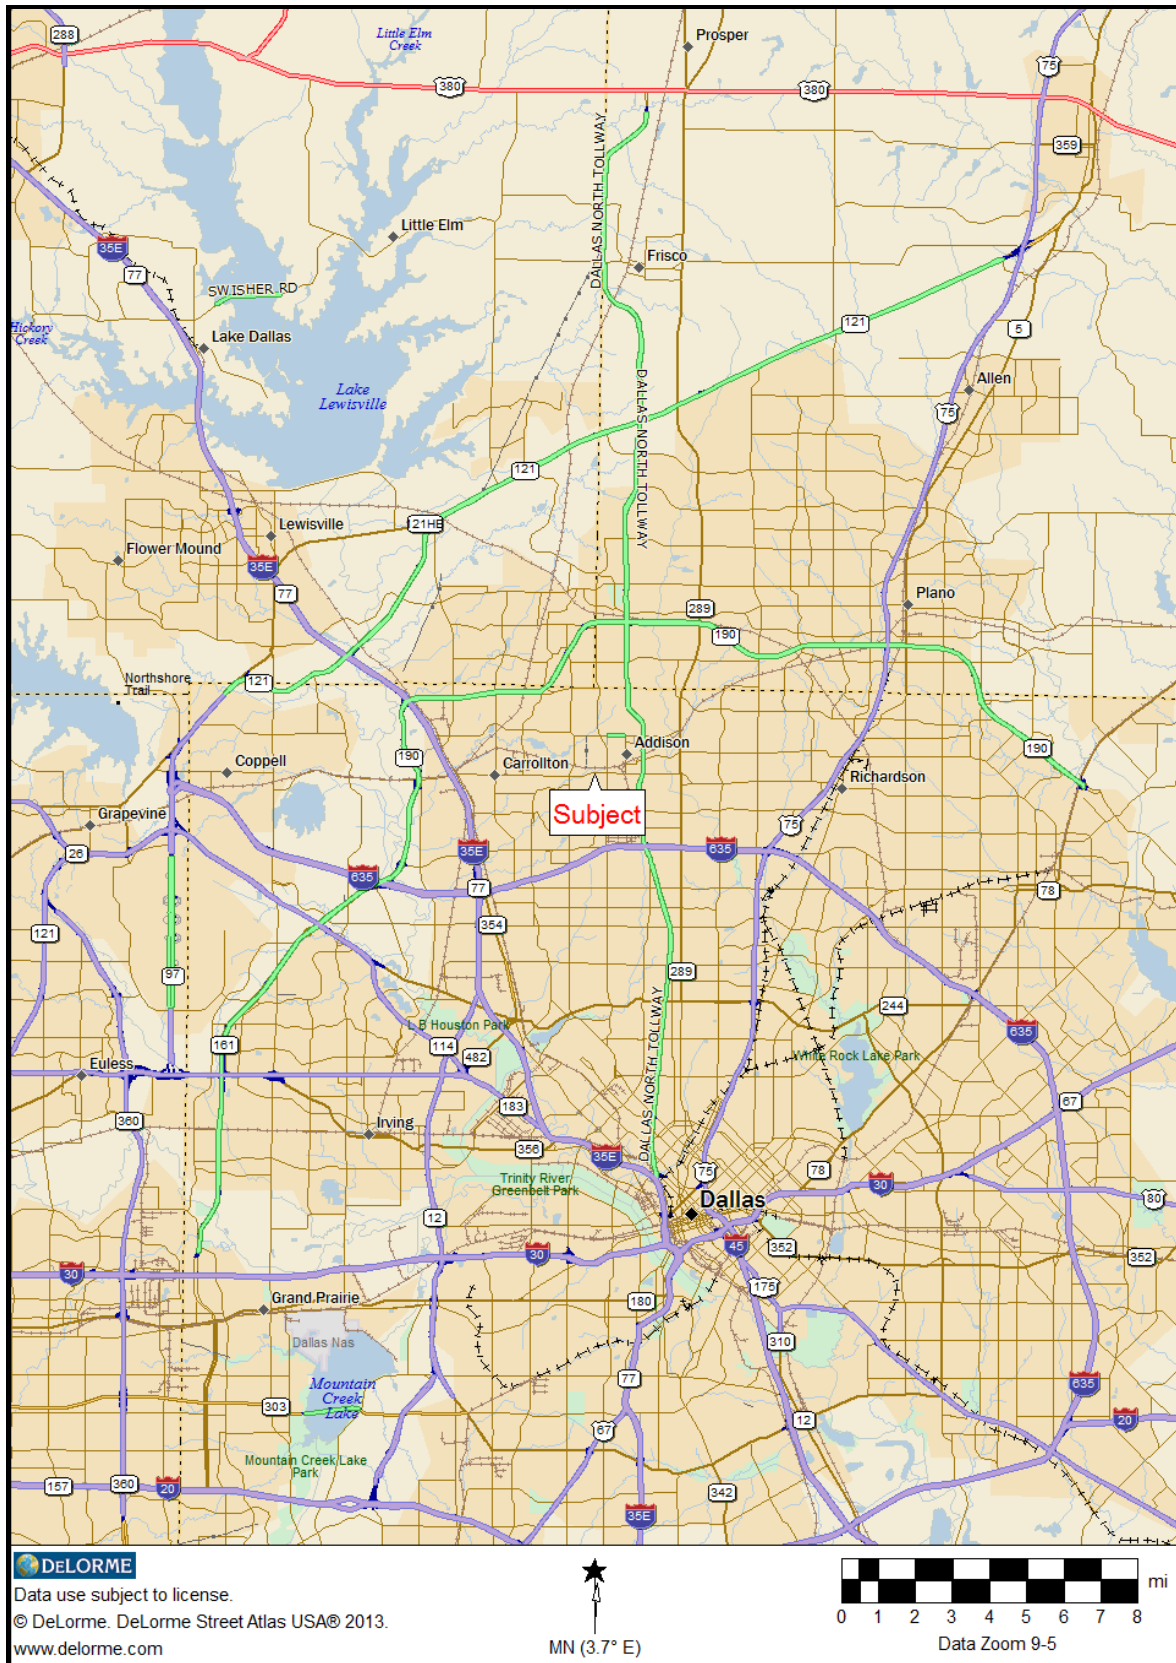 288
Little Elm
Creek
Prosper
75
380
380
359
DALLAS NORTH TOLLWAY
Little Elm
35E
77
Frisco
SWISHER RD
121
5
Hickory
Creek
Lake Dallas
Lake
Lewisville
DALLAS NORTH TOLLWAY
Allen
75
121
121HB
Lewisville
Flower Mound
35E
77
Plano
289
190
Northshore
Trail
121
190
Addison
190
Coppell
Carrollton
Richardson
Subject
Grapevine
75
26
35E
635
635
77
78
354
121
97
289
DALLAS NORTH TOLLWAY
244
L B Houston Park
635
161
114
482
White Rock Lake Park
Euless
183
67
360
Irving
356
35E
75
78
Trinity River
Greenbelt Park
30
Dallas
80
12
45
352
352
30
30
175
Grand Prairie
180
Dallas Nas
310
77
Mountain
Creek
Lake
635
303
12
20
67
Mountain Creek Lake
Park
157
360
20
342
35E
DELORME
Data use subject to license.
© DeLorme. DeLorme Street Atlas USA® 2013.
www.delorme.com
MN (3.7° E)
mi
0 1 2 3 4 5 6 7 8
Data Zoom 9-5